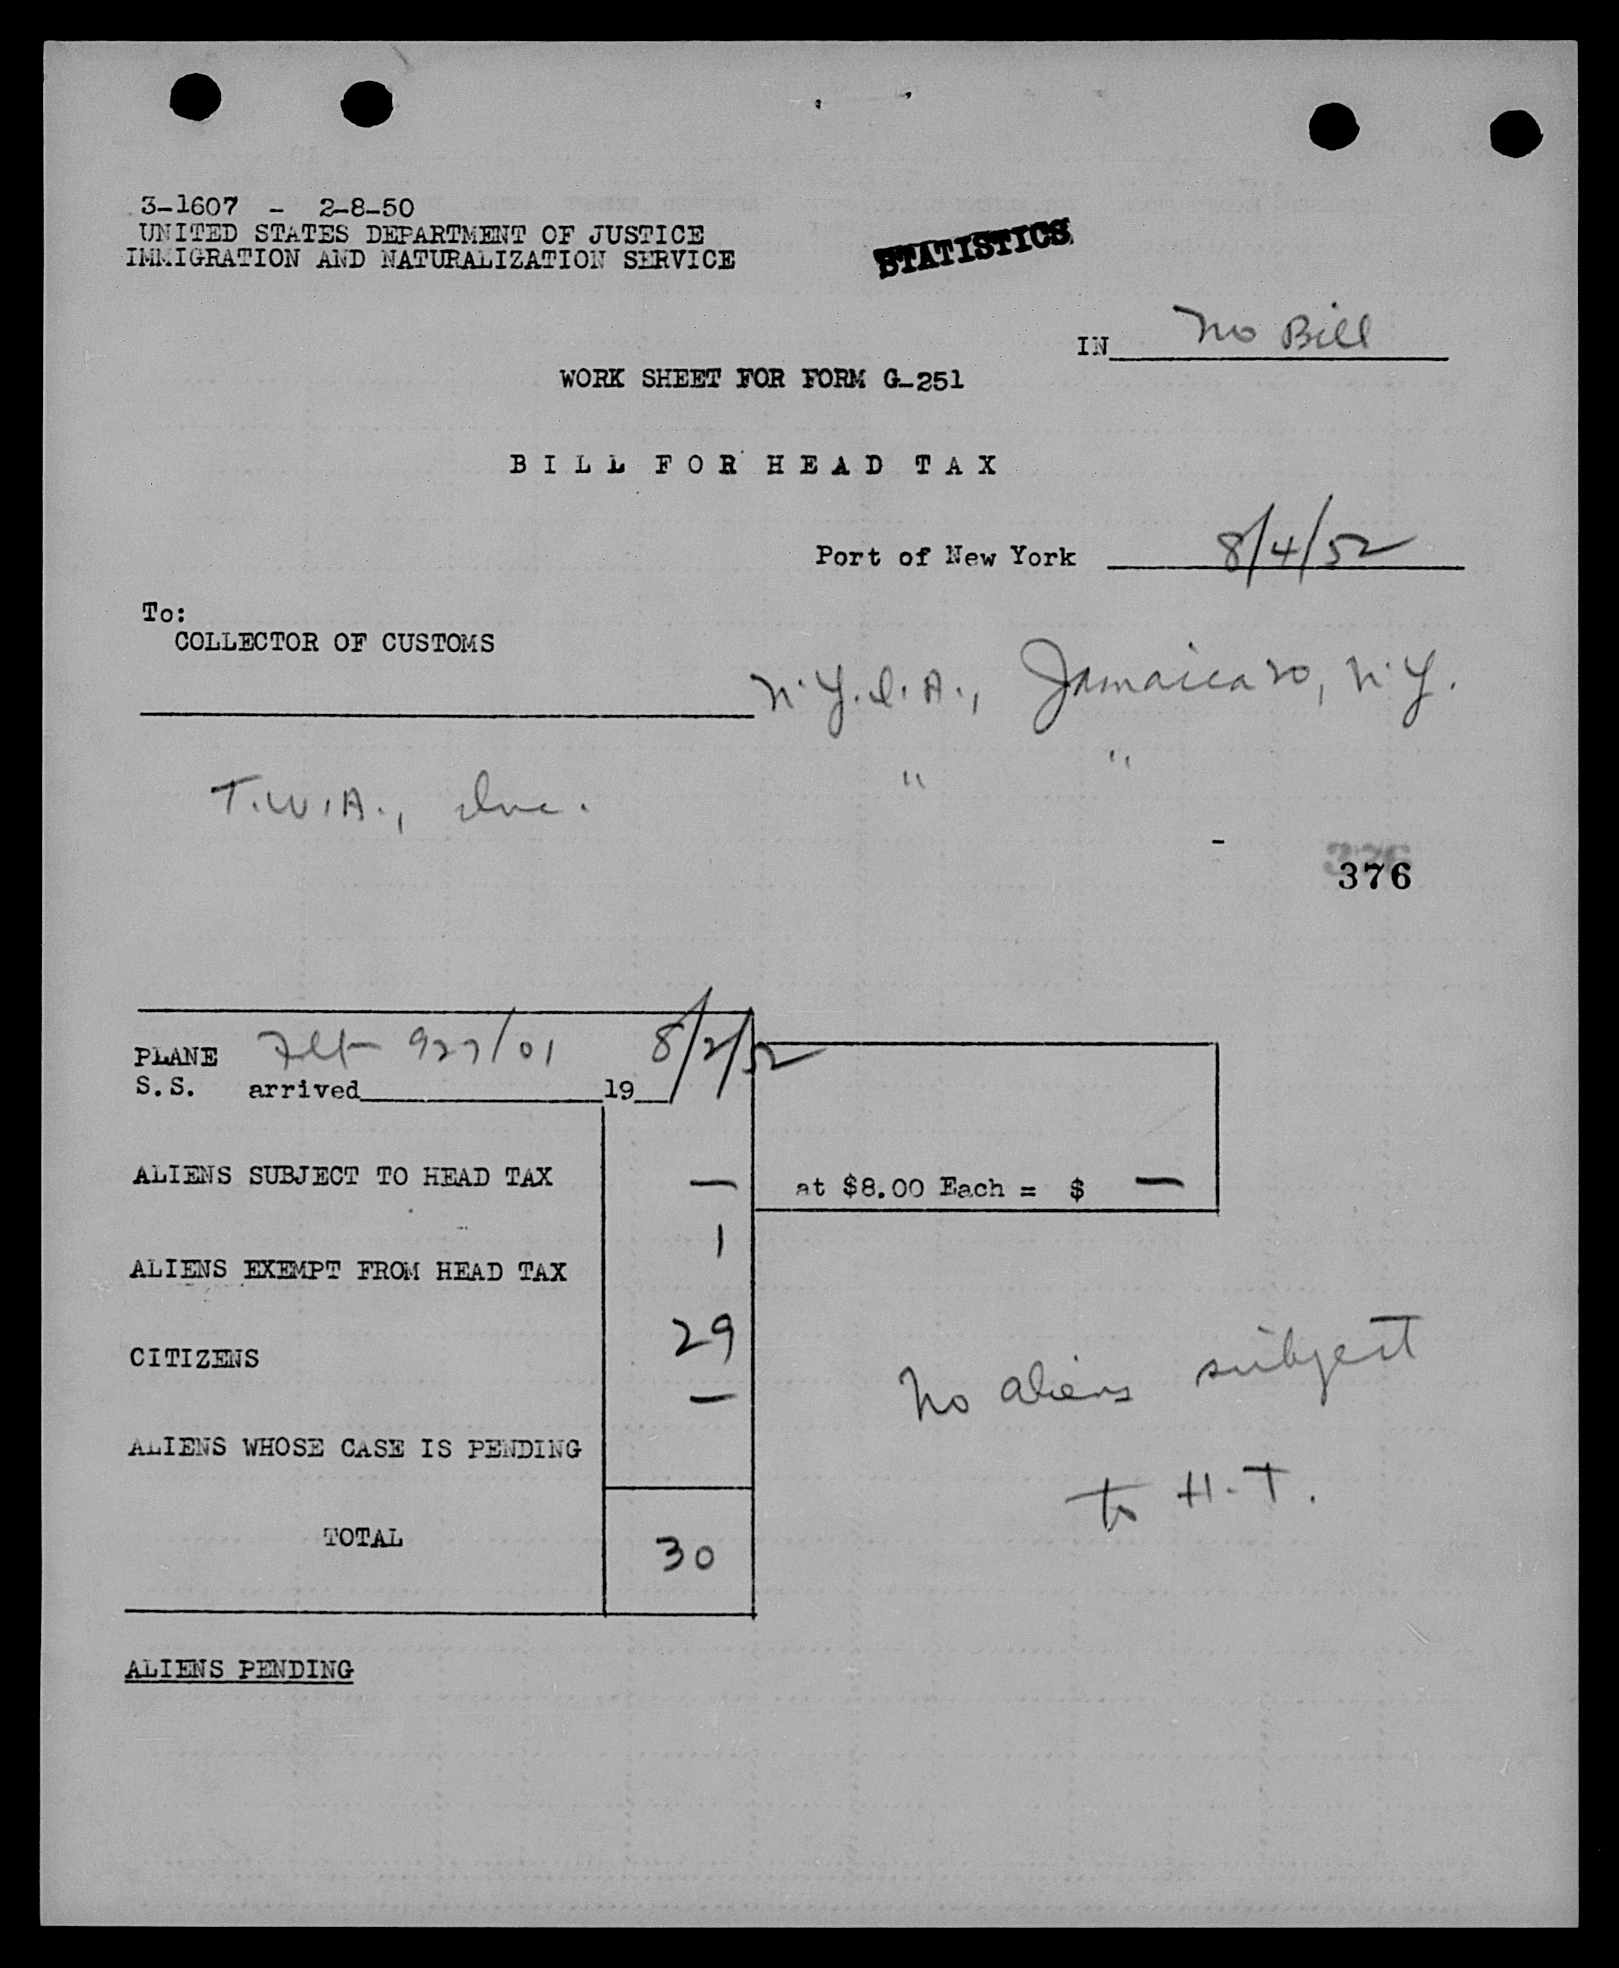 3-1607 - 2-8-50
UNITED STATES DEPARTMENT OF JUSTICE
IMMIGRATION AND NATURALIZATION SERVICE
STATISTICS
IN No Bill
WORK SHEET FOR FORM G-251
BILL FOR HEAD TAX
Port of New York 8/4/52
To:
COLLECTOR OF CUSTOMS
N.Y.I.A., Jamaica 30, N.Y.
T.W.A., Inc. " "
-
376
PLANE Flt 927/01 8/2/52
S.S. arrived 19
ALIENS SUBJECT TO HEAD TAX — at $8.00 Each = $ —
ALIENS EXEMPT FROM HEAD TAX 1
CITIZENS 29
ALIENS WHOSE CASE IS PENDING —
No aliens subject
to H.T.
TOTAL 30
ALIENS PENDING